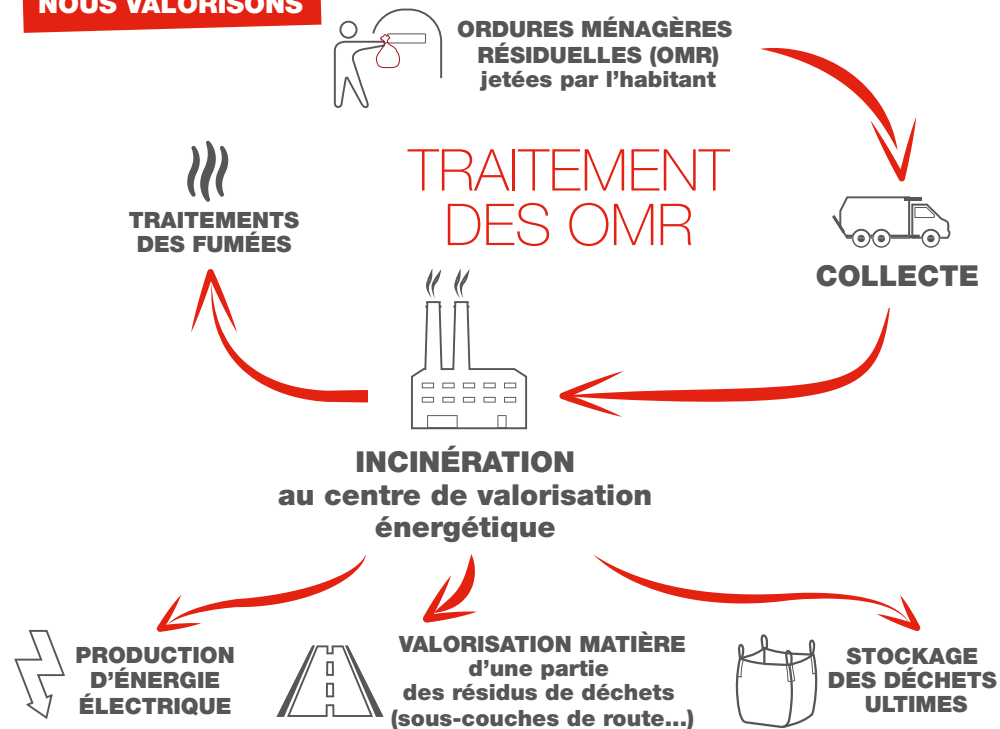 NOUS VALORISONS
ORDURES MÉNAGÈRES
RÉSIDUELLES (OMR)
jetées par l'habitant
TRAITEMENT
DES OMR
TRAITEMENTS
DES FUMÉES
COLLECTE
INCINÉRATION
au centre de valorisation
énergétique
PRODUCTION
D'ÉNERGIE
ÉLECTRIQUE
VALORISATION MATIÈRE
d'une partie
des résidus de déchets
(sous-couches de route...)
STOCKAGE
DES DÉCHETS
ULTIMES